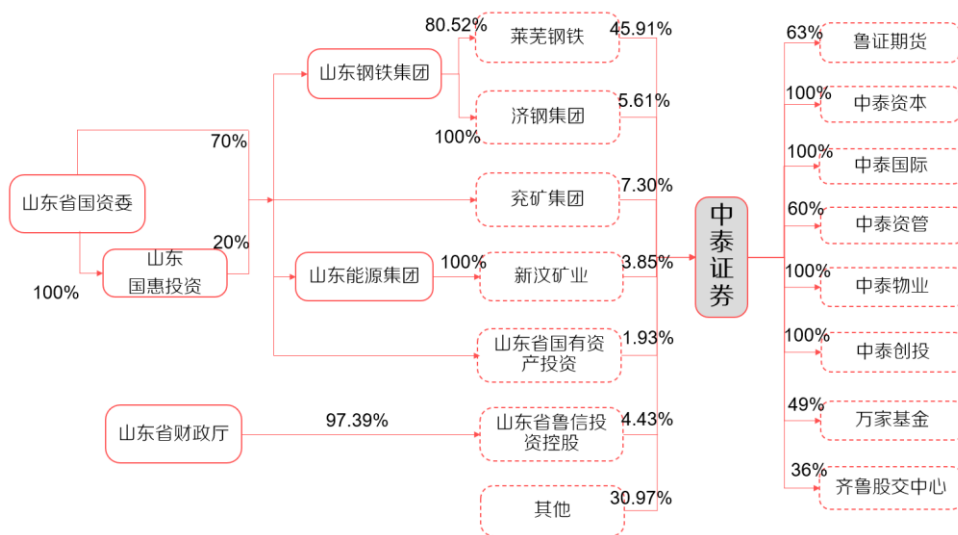 80.52%
莱芜钢铁
45.91%
63%
鲁证期货
山东钢铁集团
济钢集团
5.61%
100%
中泰资本
100%
70%
100%
中泰国际
山东省国资委
兖矿集团
7.30%
中泰证券
60%
中泰资管
山东
国惠投资
20%
100%
山东能源集团
100%
新汶矿业
3.85%
100%
中泰物业
山东省国有资
产投资
1.93%
100%
中泰创投
山东省财政厅
97.39%
山东省鲁信投
资控股
4.43%
49%
万家基金
36%
齐鲁股交中心
其他
30.97%